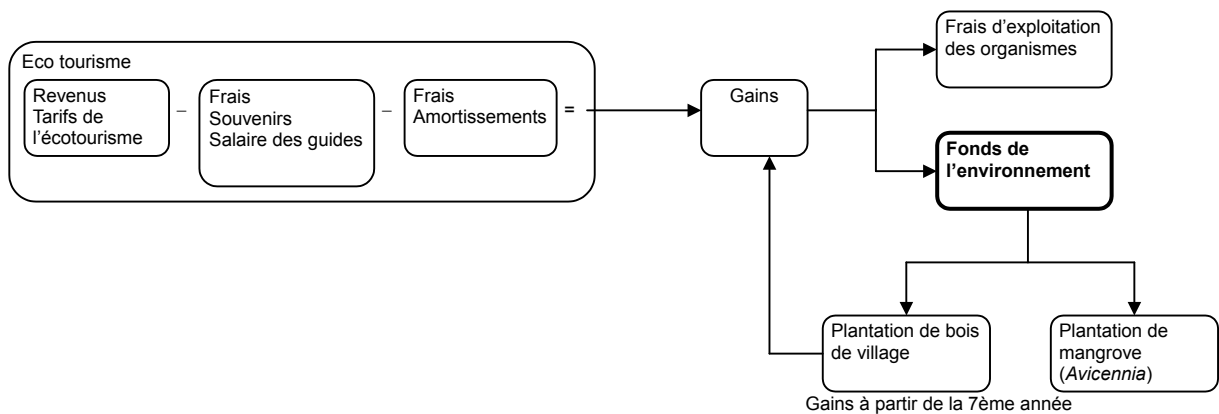 Eco tourisme
Revenus
Tarifs de
l'écotourisme
–
Frais
Souvenirs
Salaire des guides
–
Frais
Amortissements
=
Gains
Frais d'exploitation
des organismes
Fonds de
l'environnement
Plantation de bois
de village
Plantation de
mangrove
(Avicennia)
Gains à partir de la 7ème année